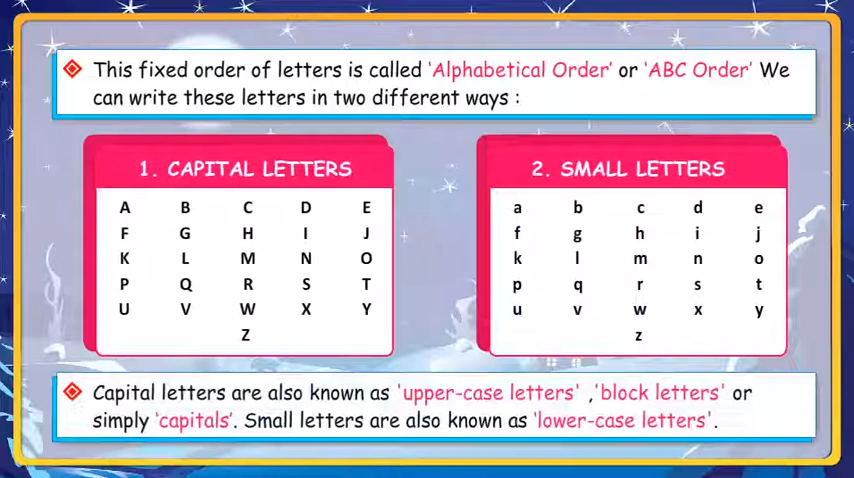 This fixed order of letters is called ‘Alphabetical Order’ or ‘ABC Order’ We
can write these letters in two different ways :
1. CAPITAL LETTERS
A B C D E
F G H I J
K L M N O
P Q R S T
U V W X Y
Z
2. SMALL LETTERS
a b c d e
f g h i j
k l m n o
p q r s t
u v w x y
z
Capital letters are also known as 'upper-case letters' ,'block letters' or
simply ‘capitals’. Small letters are also known as ‘lower-case letters’.